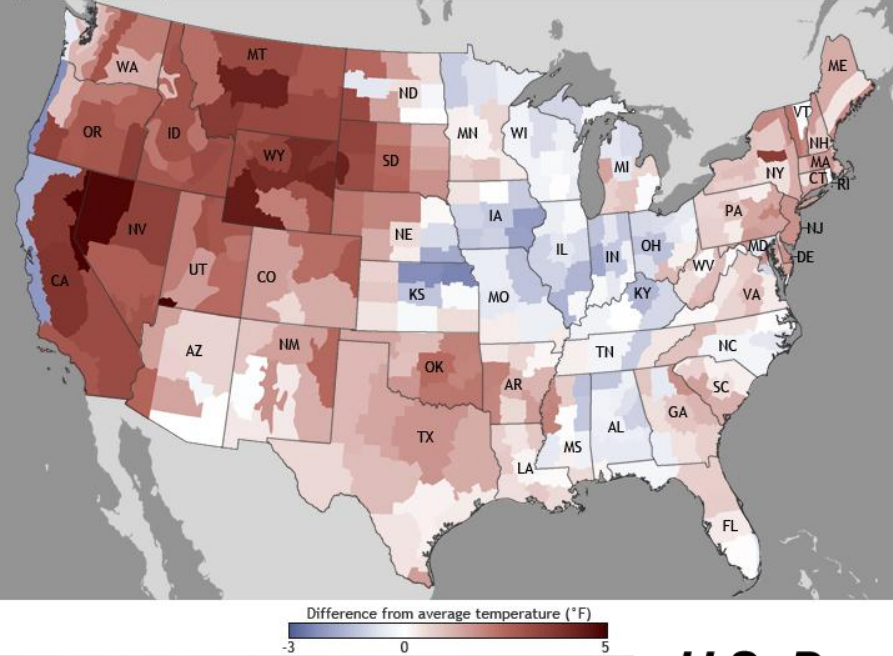 WA
MT
ND
MN
WI
MI
ME
VT
NH
MA
CT
RI
NY
OR
ID
WY
SD
IA
NE
PA
NJ
NV
UT
CO
KS
MO
IL
IN
OH
WV
MD
DE
VA
KY
CA
AZ
NM
OK
AR
TN
NC
SC
TX
LA
MS
AL
GA
FL
Difference from average temperature (°F)
-3 0 5